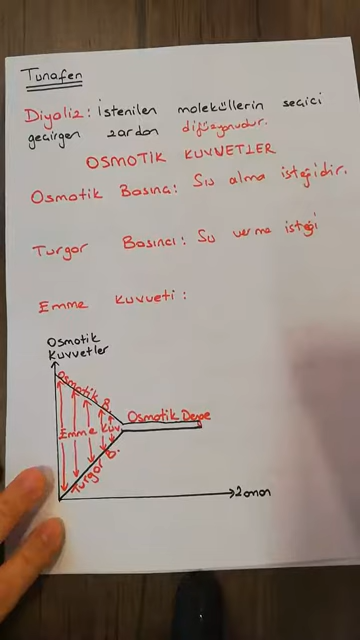 Tunafen
Diyaliz: İstenilen moleküllerin seçici
geçirgen zardan difüzyonudur.
OSMOTİK KUVVETLER
Osmotik Basınç: Su alma isteğidir.
Turgor Basıncı: Su verme isteği
Emme Kuvveti:
Osmotik
Kuvvetler
Osmotik B.
Osmotik Denge
Emme Kuv
Turgor B.
Zaman